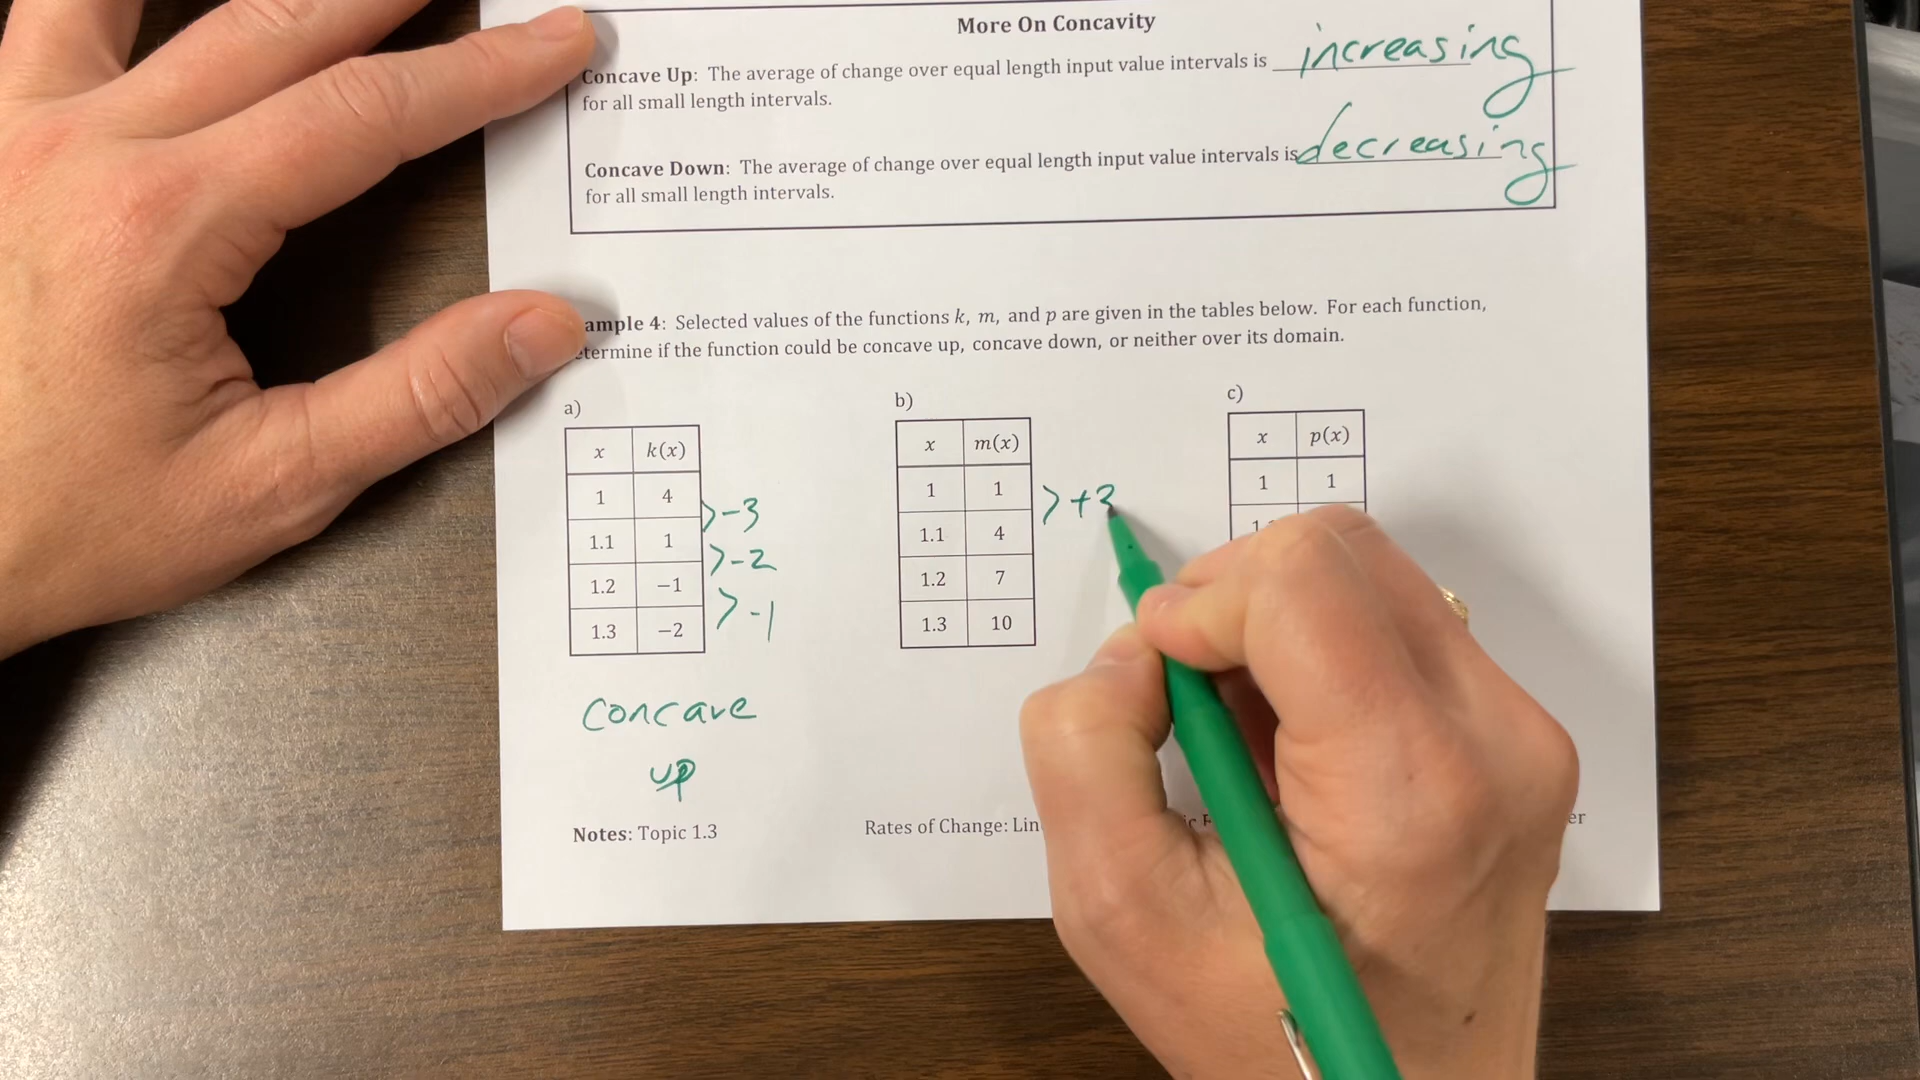 More On Concavity
Concave Up: The average of change over equal length input value intervals is increasing
for all small length intervals.
Concave Down: The average of change over equal length input value intervals is decreasing
for all small length intervals.
ample 4: Selected values of the functions k, m, and p are given in the tables below. For each function,
etermine if the function could be concave up, concave down, or neither over its domain.
a)
x k(x)
1 4
1.1 1
1.2 −1
1.3 −2
>-3
>-2
>-1
Concave
up
b)
x m(x)
1 1
1.1 4
1.2 7
1.3 10
>+3
c)
x p(x)
1 1
Notes: Topic 1.3
Rates of Change: Lin
er